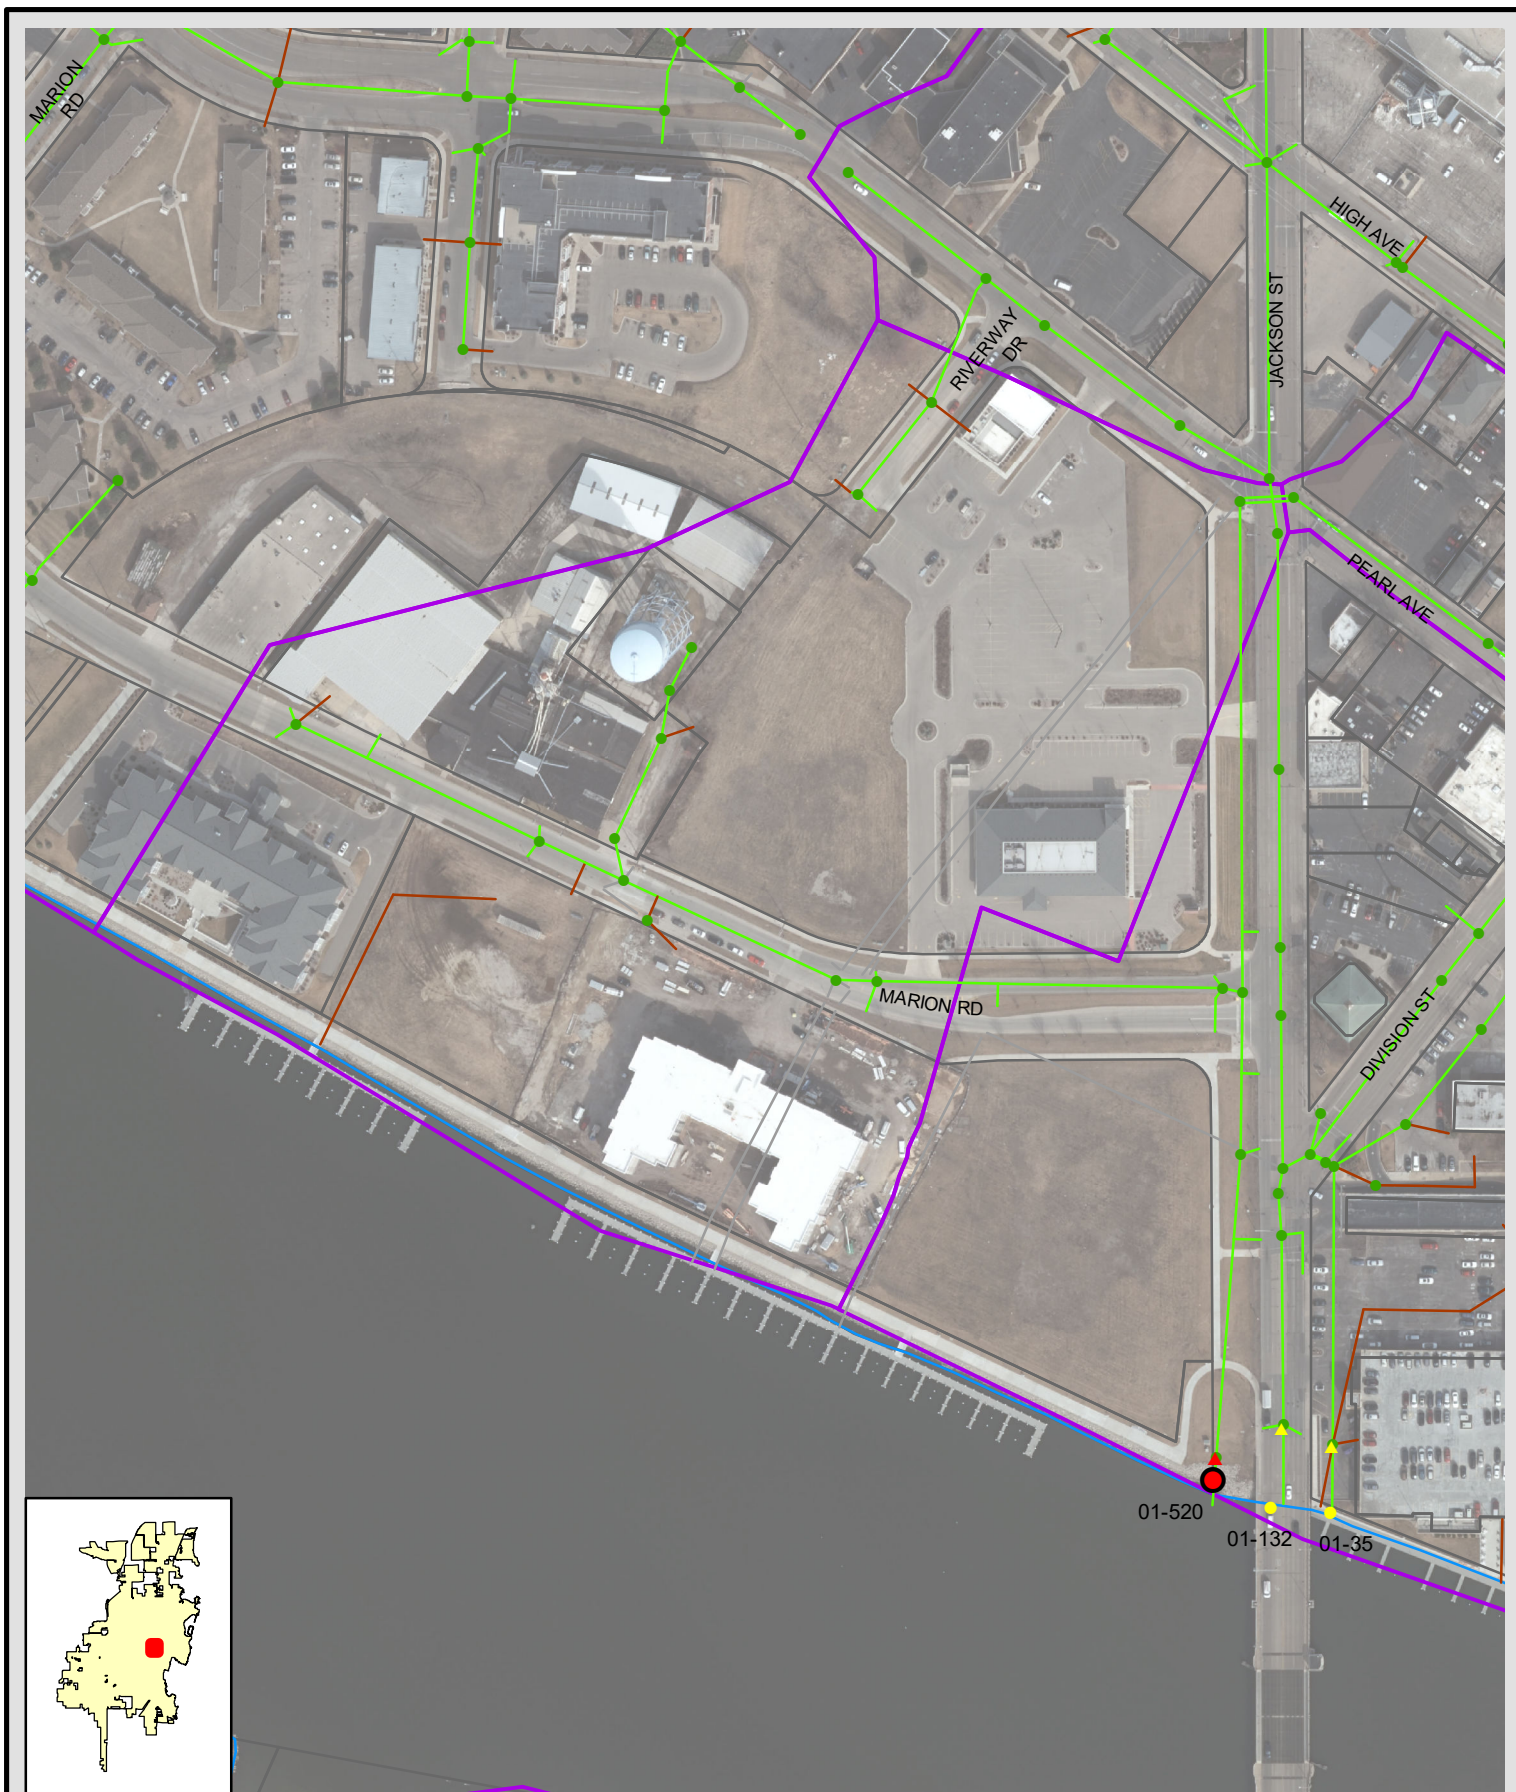 MARION
RD
HIGH AVE
JACKSON ST
RIVERWAY
DR
PEARL AVE
MARION RD
DIVISION ST
01-520
01-132
01-35